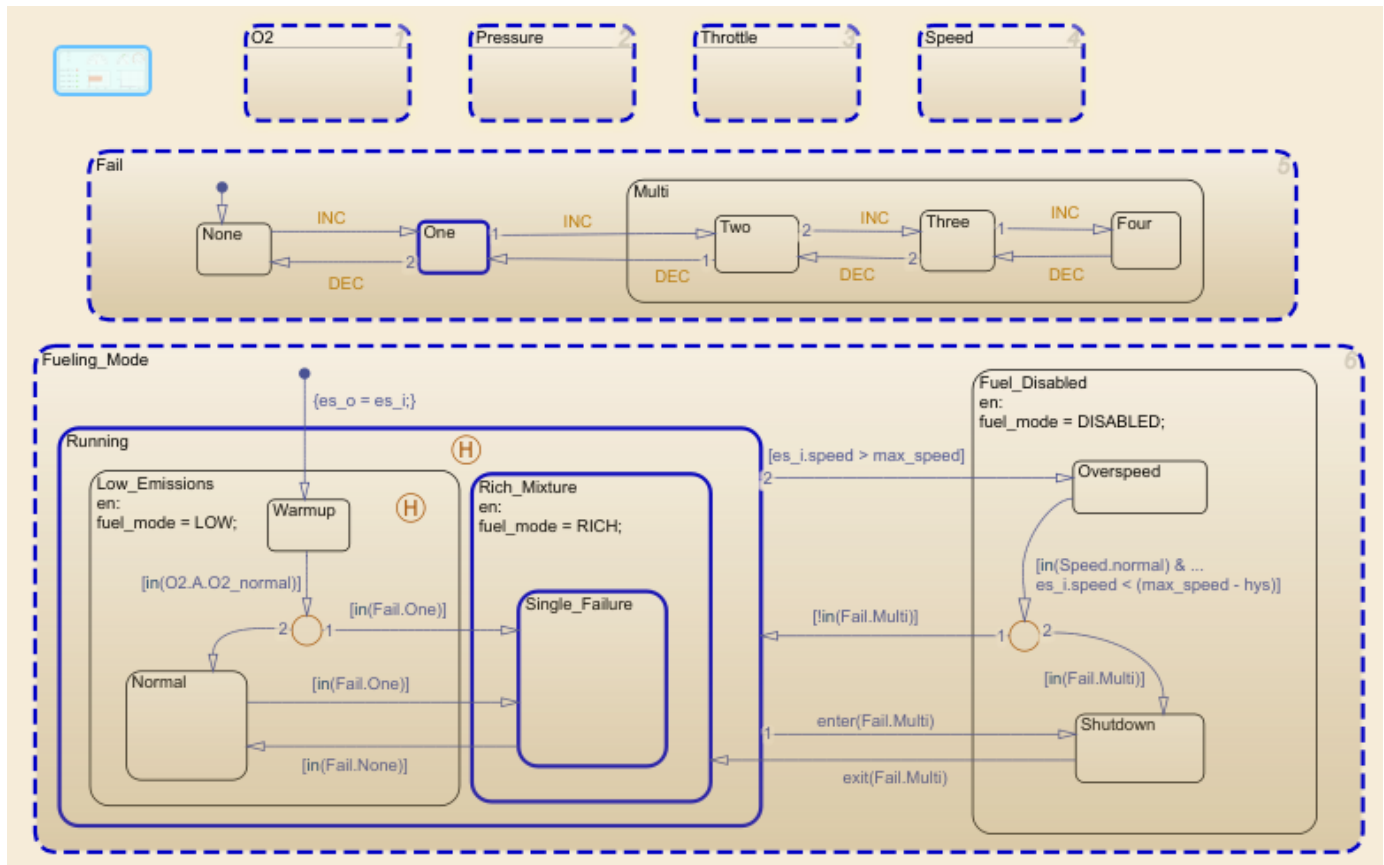 O2
1
Pressure
2
Throttle
3
Speed
4
Fail
5
None
INC
DEC
2
One
1
INC
DEC
Multi
1
Two
2
INC
DEC
2
Three
1
INC
DEC
Four
Fueling_Mode
6
{es_o = es_i;}
Running
H
Low_Emissions
en:
fuel_mode = LOW;
H
Warmup
[in(O2.A.O2_normal)]
2
1
[in(Fail.One)]
Normal
[in(Fail.One)]
[in(Fail.None)]
Rich_Mixture
en:
fuel_mode = RICH;
Single_Failure
[es_i.speed > max_speed]
2
[!in(Fail.Multi)]
1
enter(Fail.Multi)
exit(Fail.Multi)
Fuel_Disabled
en:
fuel_mode = DISABLED;
Overspeed
[in(Speed.normal) & ...
es_i.speed < (max_speed - hys)]
1
2
[in(Fail.Multi)]
Shutdown